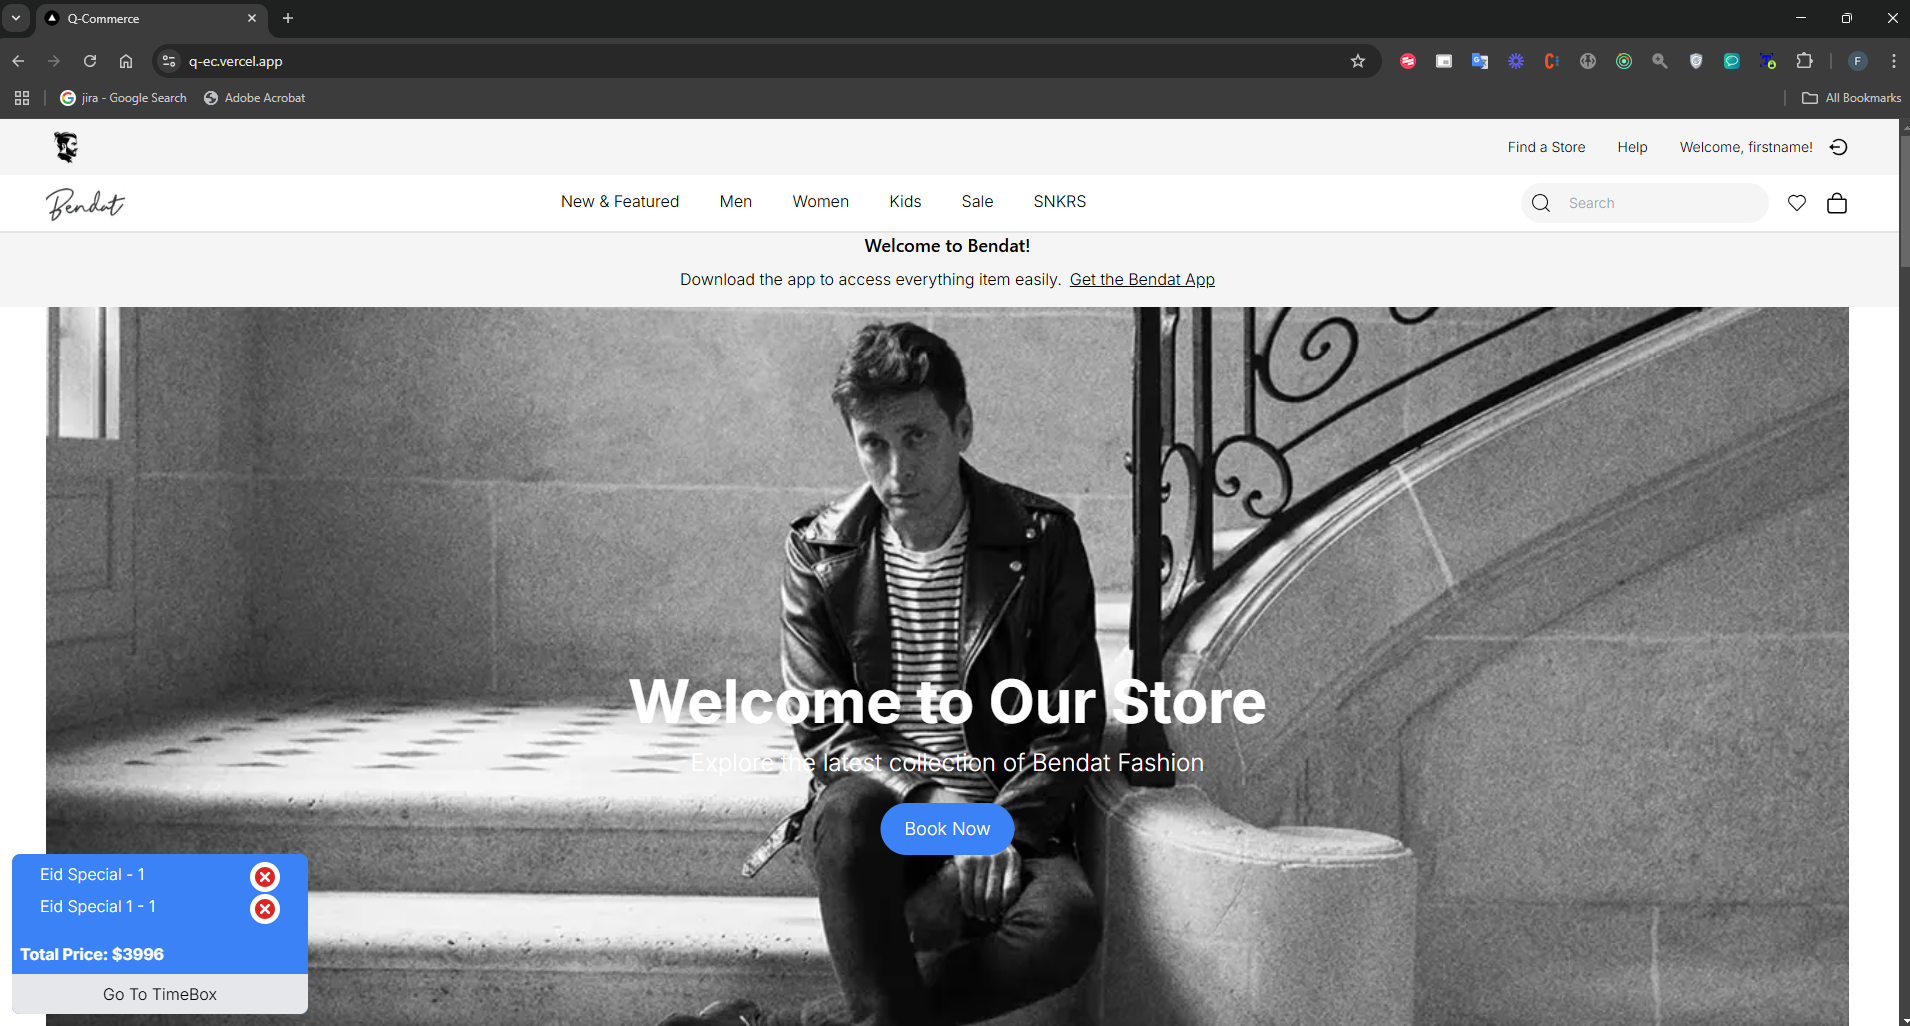 Q-Commerce
q-ec.vercel.app
F
jira - Google Search
Adobe Acrobat
All Bookmarks
Find a Store
Help
Welcome, firstname!
Bendat
New & Featured
Men
Women
Kids
Sale
SNKRS
Search
Welcome to Bendat!
Download the app to access everything item easily. Get the Bendat App
Welcome to Our Store
Explore the latest collection of Bendat Fashion
Book Now
Eid Special - 1
Eid Special 1 - 1
Total Price: $3996
Go To TimeBox